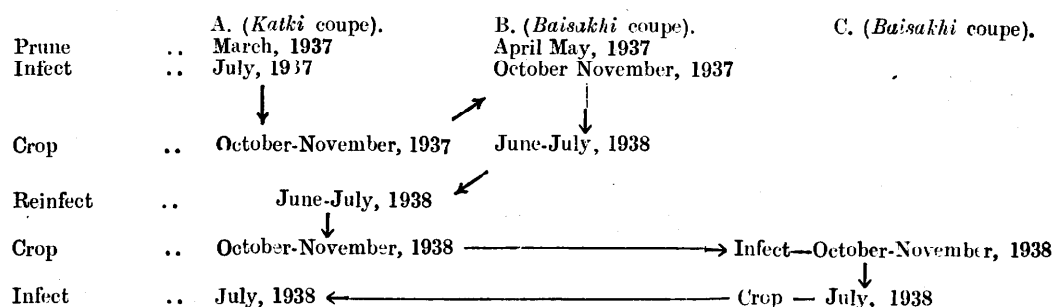 A. (Katki coupe). B. (Baisakhi coupe). C. (Baisakhi coupe).
Prune .. March, 1937 April May, 1937
Infect .. July, 1937 October November, 1937
Crop .. October-November, 1937 June-July, 1938
Reinfect .. June-July, 1938
Crop .. October-November, 1938 Infect—October-November, 1938
Infect .. July, 1938 Crop — July, 1938